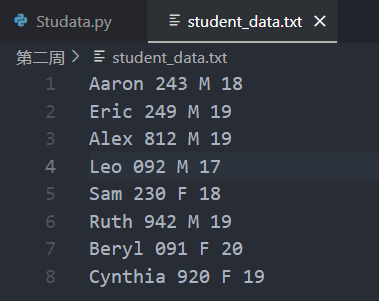 Studata.py student_data.txt
第二周 student_data.txt
1 Aaron 243 M 18
2 Eric 249 M 19
3 Alex 812 M 19
4 Leo 092 M 17
5 Sam 230 F 18
6 Ruth 942 M 19
7 Beryl 091 F 20
8 Cynthia 920 F 19